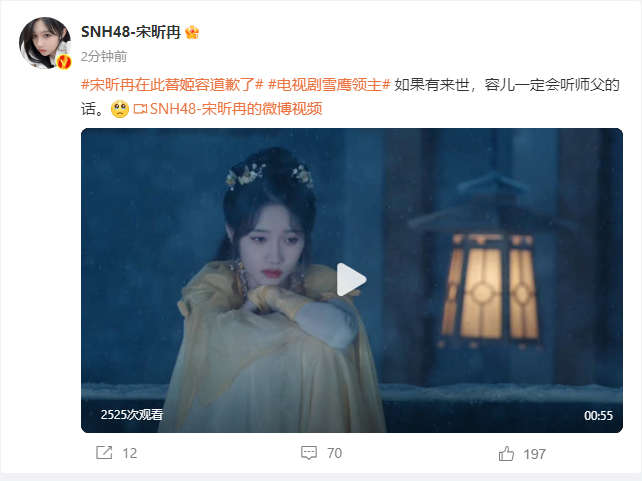 SNH48-宋昕冉
2分钟前
#宋昕冉在此替姬容道歉了# #电视剧雪鹰领主# 如果有来世，容儿一定会听师父的
话。🥺 SNH48-宋昕冉的微博视频
2525次观看
00:55
12
70
197